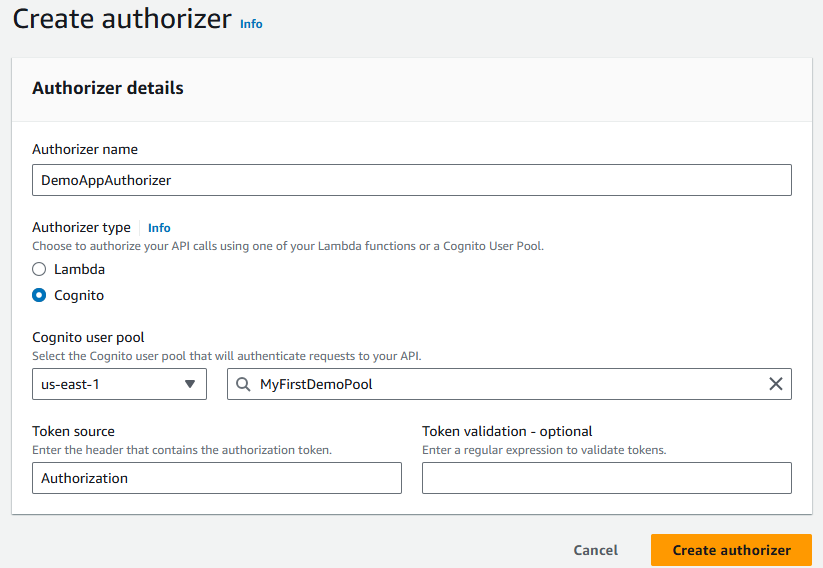 Create authorizer Info
Authorizer details
Authorizer name
DemoAppAuthorizer
Authorizer type Info
Choose to authorize your API calls using one of your Lambda functions or a Cognito User Pool.
Lambda
Cognito
Cognito user pool
Select the Cognito user pool that will authenticate requests to your API.
us-east-1 MyFirstDemoPool
Token source Token validation - optional
Enter the header that contains the authorization token. Enter a regular expression to validate tokens.
Authorization
Cancel Create authorizer